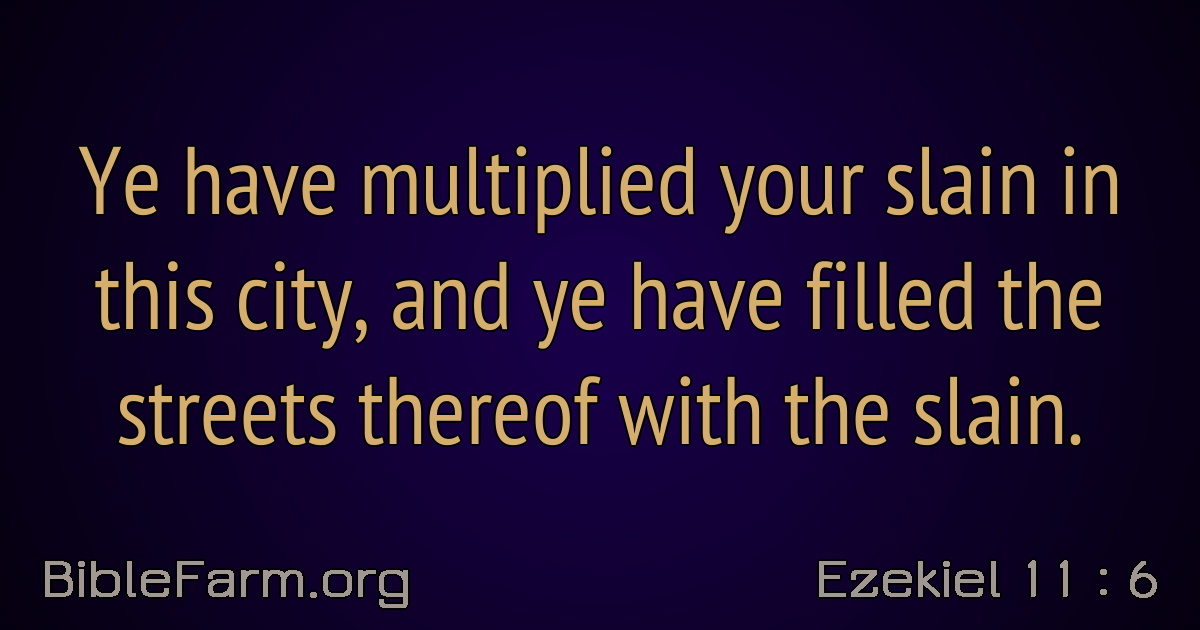 Ye have multiplied your slain in
this city, and ye have filled the
streets thereof with the slain.
BibleFarm.org
Ezekiel 11 : 6